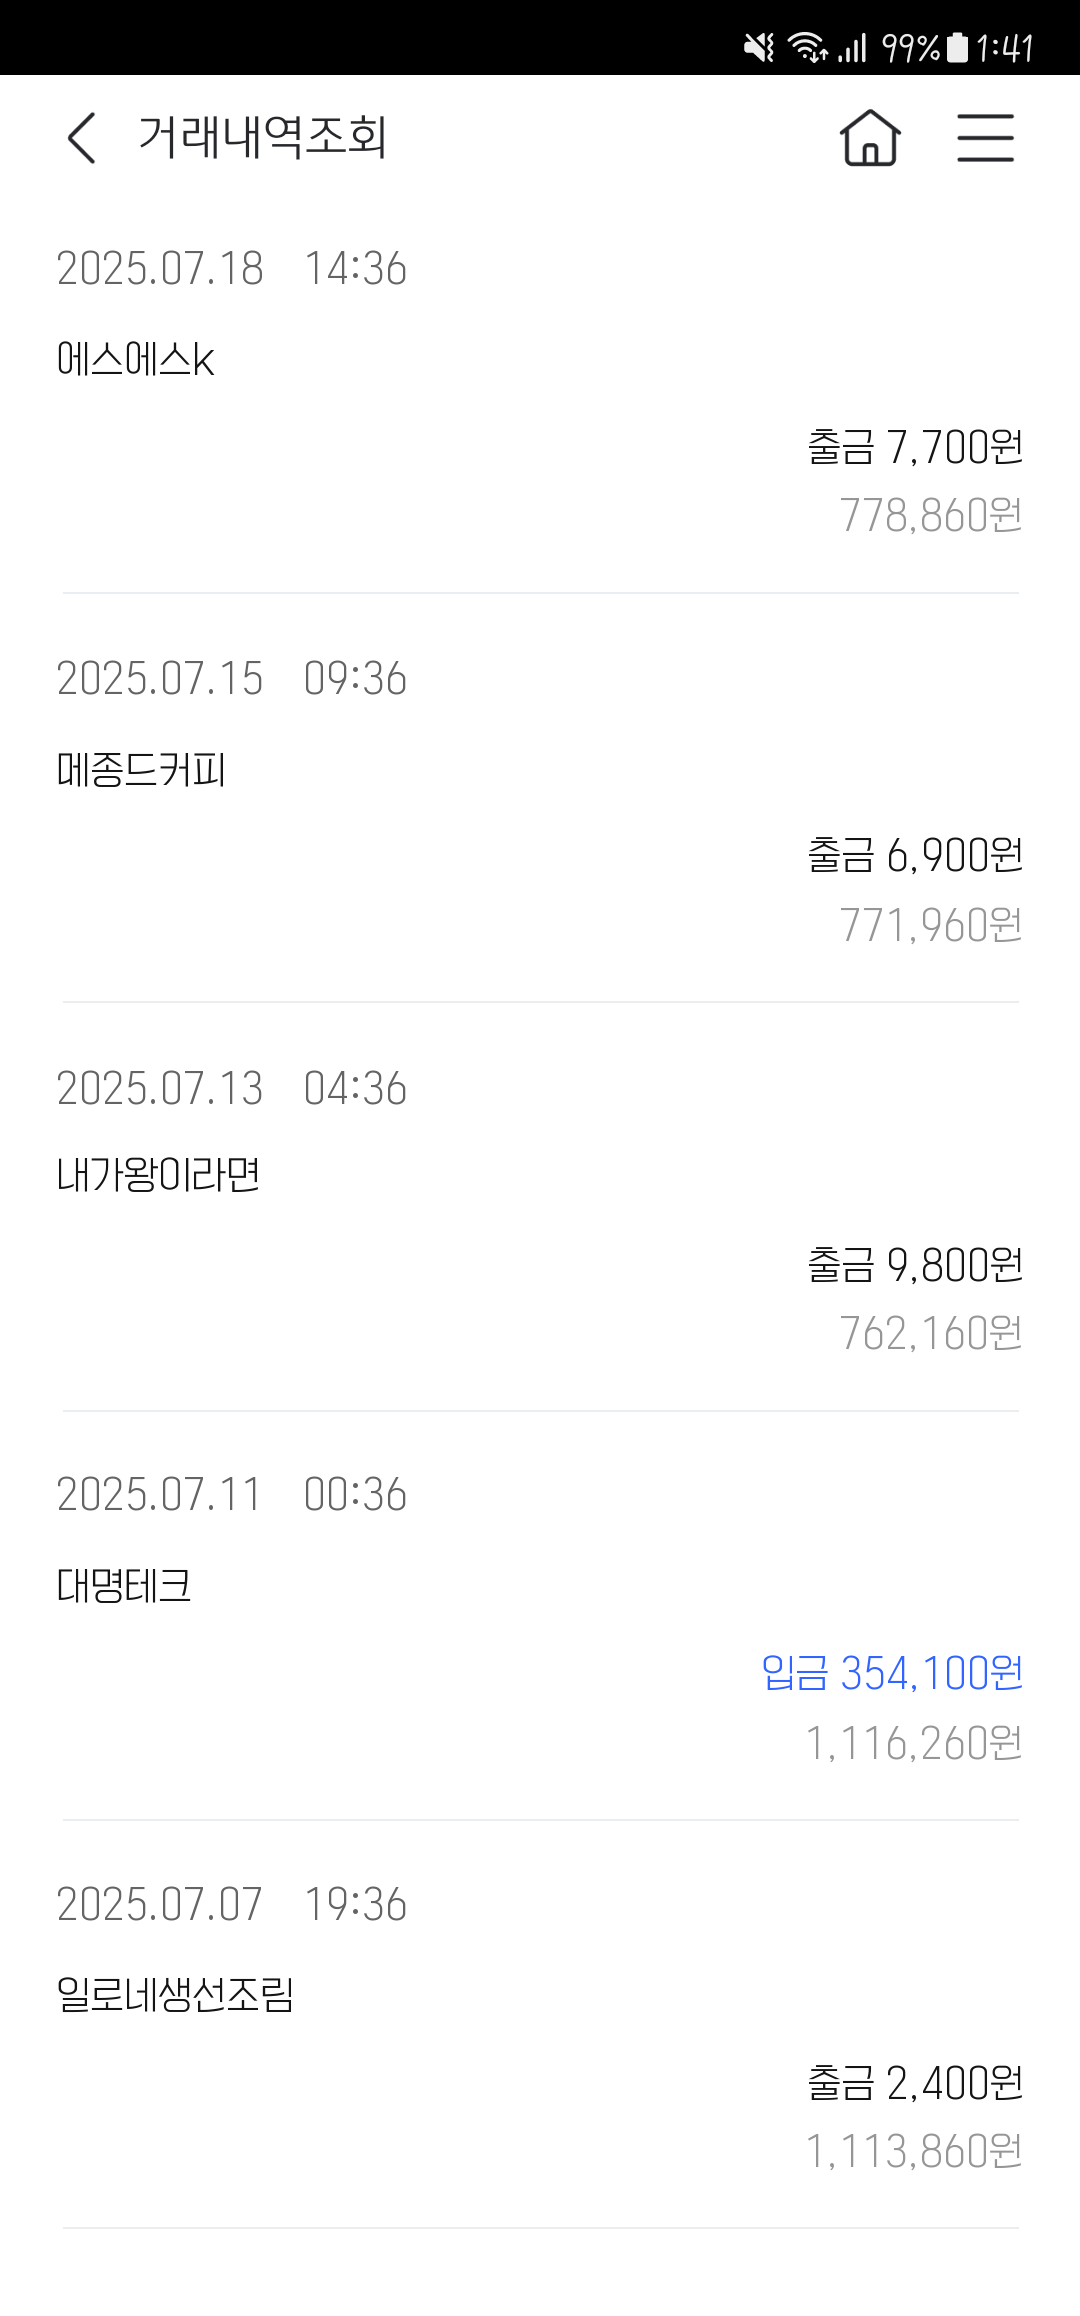 99% 1:41
거래내역조회
2025.07.18 14:36
에스에스k
출금 7,700원
778,860원
2025.07.15 09:36
메종드커피
출금 6,900원
771,960원
2025.07.13 04:36
내가왕이라면
출금 9,800원
762,160원
2025.07.11 00:36
대명테크
입금 354,100원
1,116,260원
2025.07.07 19:36
일로네생선조림
출금 2,400원
1,113,860원